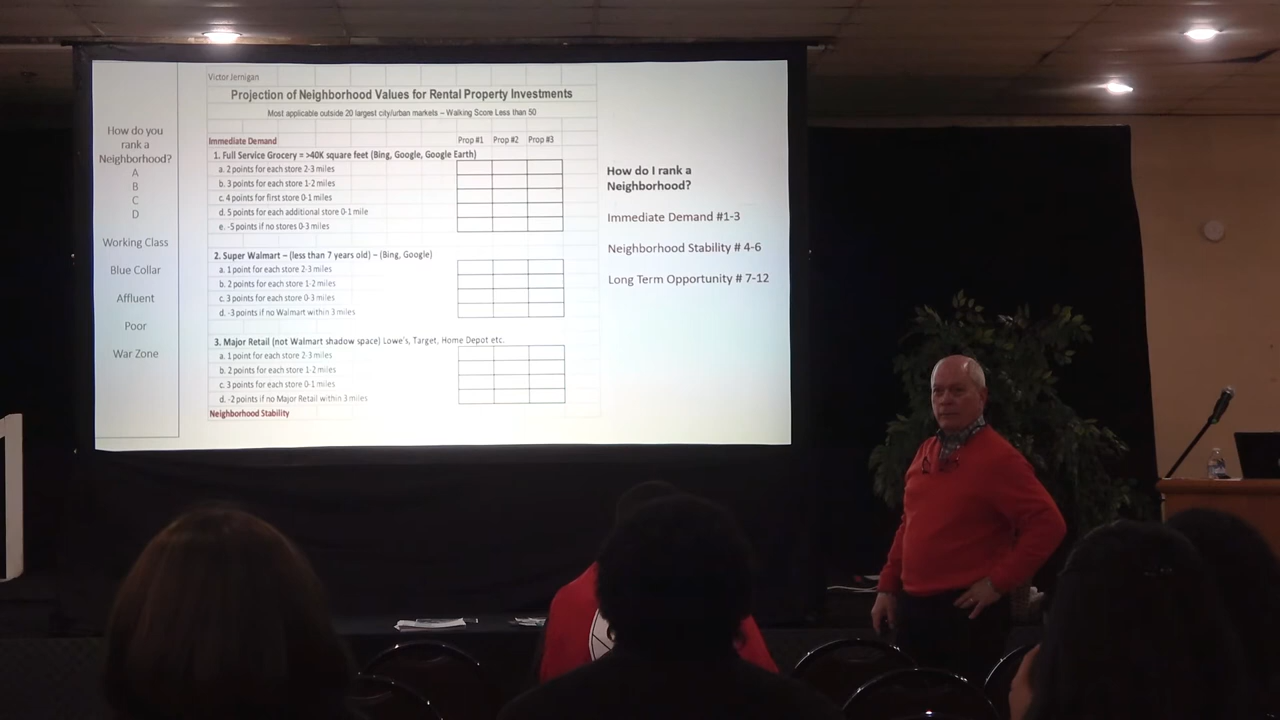 How do you
rank a
Neighborhood?
A
B
C
D
Working Class
Blue Collar
Affluent
Poor
War Zone
Victor Jernigan
Projection of Neighborhood Values for Rental Property Investments
Most applicable outside 20 largest city/urban markets – Walking Score Less than 50
Immediate Demand Prop #1 Prop #2 Prop #3
1. Full Service Grocery = >40K square feet (Bing, Google, Google Earth)
a. 2 points for each store 2-3 miles
b. 3 points for each store 1-2 miles
c. 4 points for first store 0-1 miles
d. 5 points for each additional store 0-1 mile
e. -5 points if no stores 0-3 miles
2. Super Walmart – (less than 7 years old) – (Bing, Google)
a. 1 point for each store 2-3 miles
b. 2 points for each store 1-2 miles
c. 3 points for each store 0-3 miles
d. -3 points if no Walmart within 3 miles
3. Major Retail (not Walmart shadow space) Lowe's, Target, Home Depot etc.
a. 1 point for each store 2-3 miles
b. 2 points for each store 1-2 miles
c. 3 points for each store 0-1 miles
d. -2 points if no Major Retail within 3 miles
Neighborhood Stability
How do I rank a
Neighborhood?
Immediate Demand #1-3
Neighborhood Stability # 4-6
Long Term Opportunity # 7-12